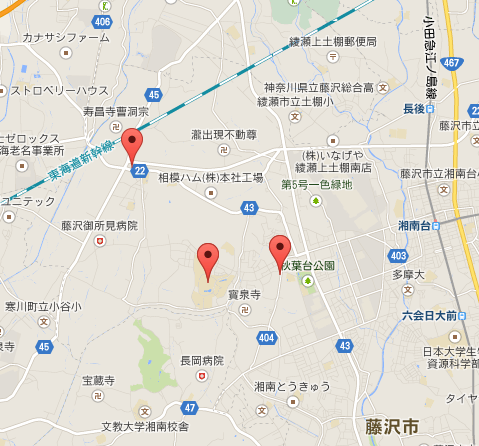 406
カナサシファーム
綾瀬上土棚郵便局
小田急江ノ島線
467
ストロベリーハウス
45
神奈川県立藤沢総合高
綾瀬市立土棚小
長後
22
寿昌寺曹洞宗
瀧出現不動尊
藤沢市
士ゼロックス
海老名事業所
東海道新幹線
22
(株)いなげや
綾瀬上土棚南店
相模ハム(株)本社工場
第5号一色緑地
藤沢市立湘南台
ユニテック
43
藤沢御所見病院
湘南台
403
秋葉台公園
多摩大
寒川町立小谷小
寳泉寺
六会日大前
404
43
45
泉寺
日本大学生物
資源科学部
長岡病院
宝蔵寺
湘南とうきゅう
タイヤ
47
文教大学湘南校舎
藤沢市